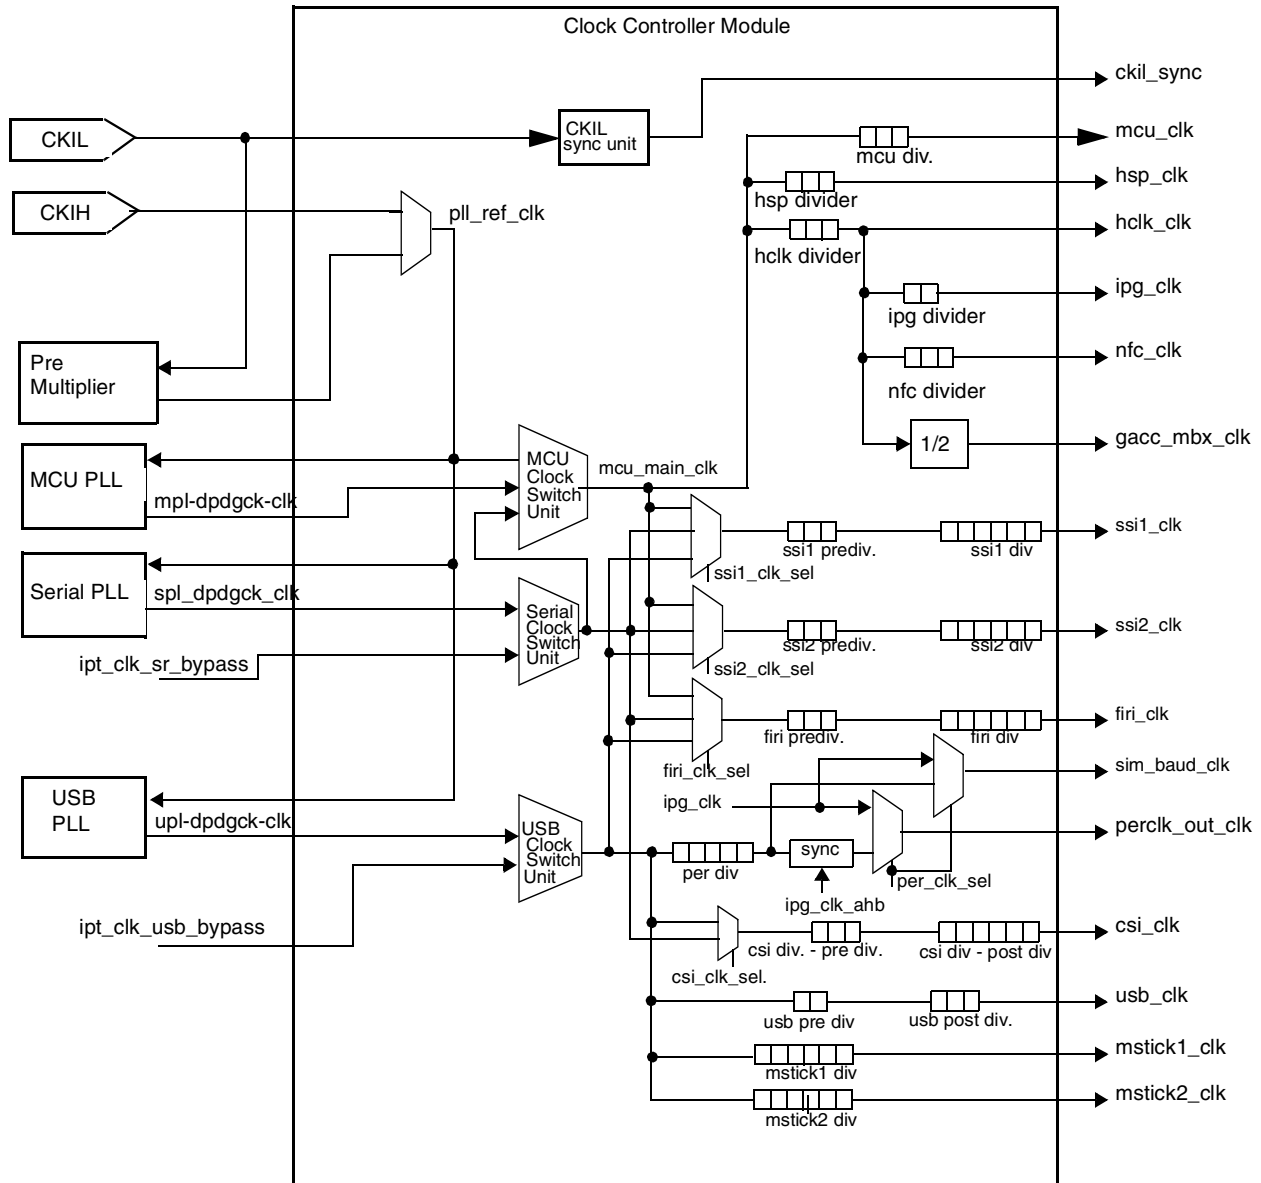 Clock Controller Module
ckil_sync
CKIL
CKIL
sync unit
mcu_clk
mcu div.
hsp_clk
hsp divider
CKIH
pll_ref_clk
hclk_clk
hclk divider
ipg_clk
ipg divider
Pre
Multiplier
nfc_clk
nfc divider
gacc_mbx_clk
1/2
MCU PLL
mpl-dpdgck-clk
MCU
Clock
Switch
Unit
mcu_main_clk
ssi1_clk
ssi1 prediv.
ssi1 div
ssi1_clk_sel
Serial PLL
spl_dpdgck_clk
Serial
Clock
Switch
Unit
ssi2_clk
ssi2 prediv.
ssi2 div
ssi2_clk_sel
ipt_clk_sr_bypass
firi_clk
firi prediv.
firi div
firi_clk_sel
sim_baud_clk
ipg_clk
USB
PLL
upl-dpdgck-clk
USB
Clock
Switch
Unit
perclk_out_clk
sync
per div
per_clk_sel
ipg_clk_ahb
ipt_clk_usb_bypass
csi_clk
csi div. - pre div.
csi div - post div
csi_clk_sel.
usb_clk
usb pre div
usb post div.
mstick1_clk
mstick1 div
mstick2_clk
mstick2 div